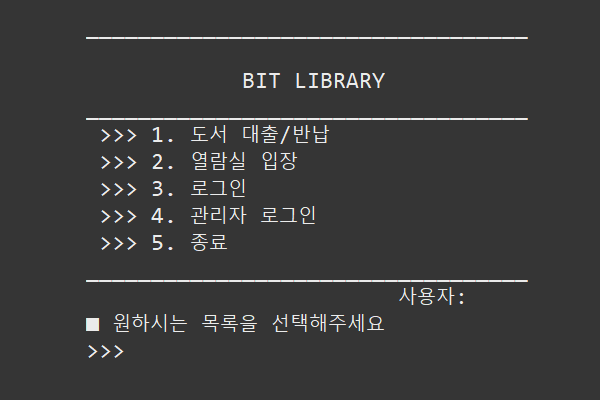 BIT LIBRARY
>>> 1. 도서 대출/반납
>>> 2. 열람실 입장
>>> 3. 로그인
>>> 4. 관리자 로그인
>>> 5. 종료
사용자:
■ 원하시는 목록을 선택해주세요
>>>